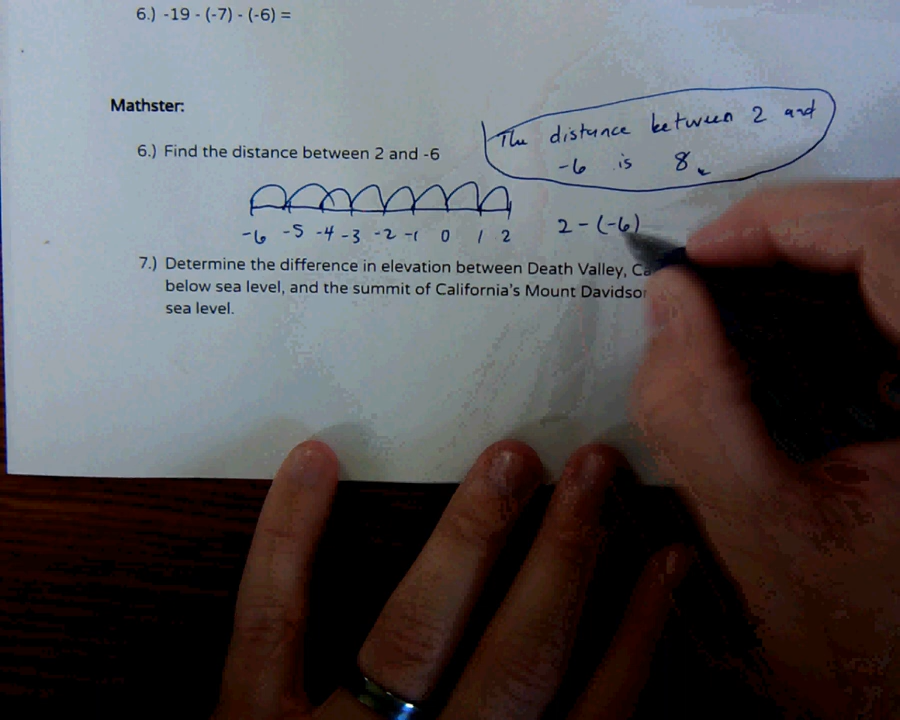 6.) -19 - (-7) - (-6) =
Mathster:
The distance between 2 and
6.) Find the distance between 2 and -6
-6 is 8.
-6 -5 -4 -3 -2 -1 0 1 2
2 - (-6)
7.) Determine the difference in elevation between Death Valley,
below sea level, and the summit of California's Mount Davidson
sea level.